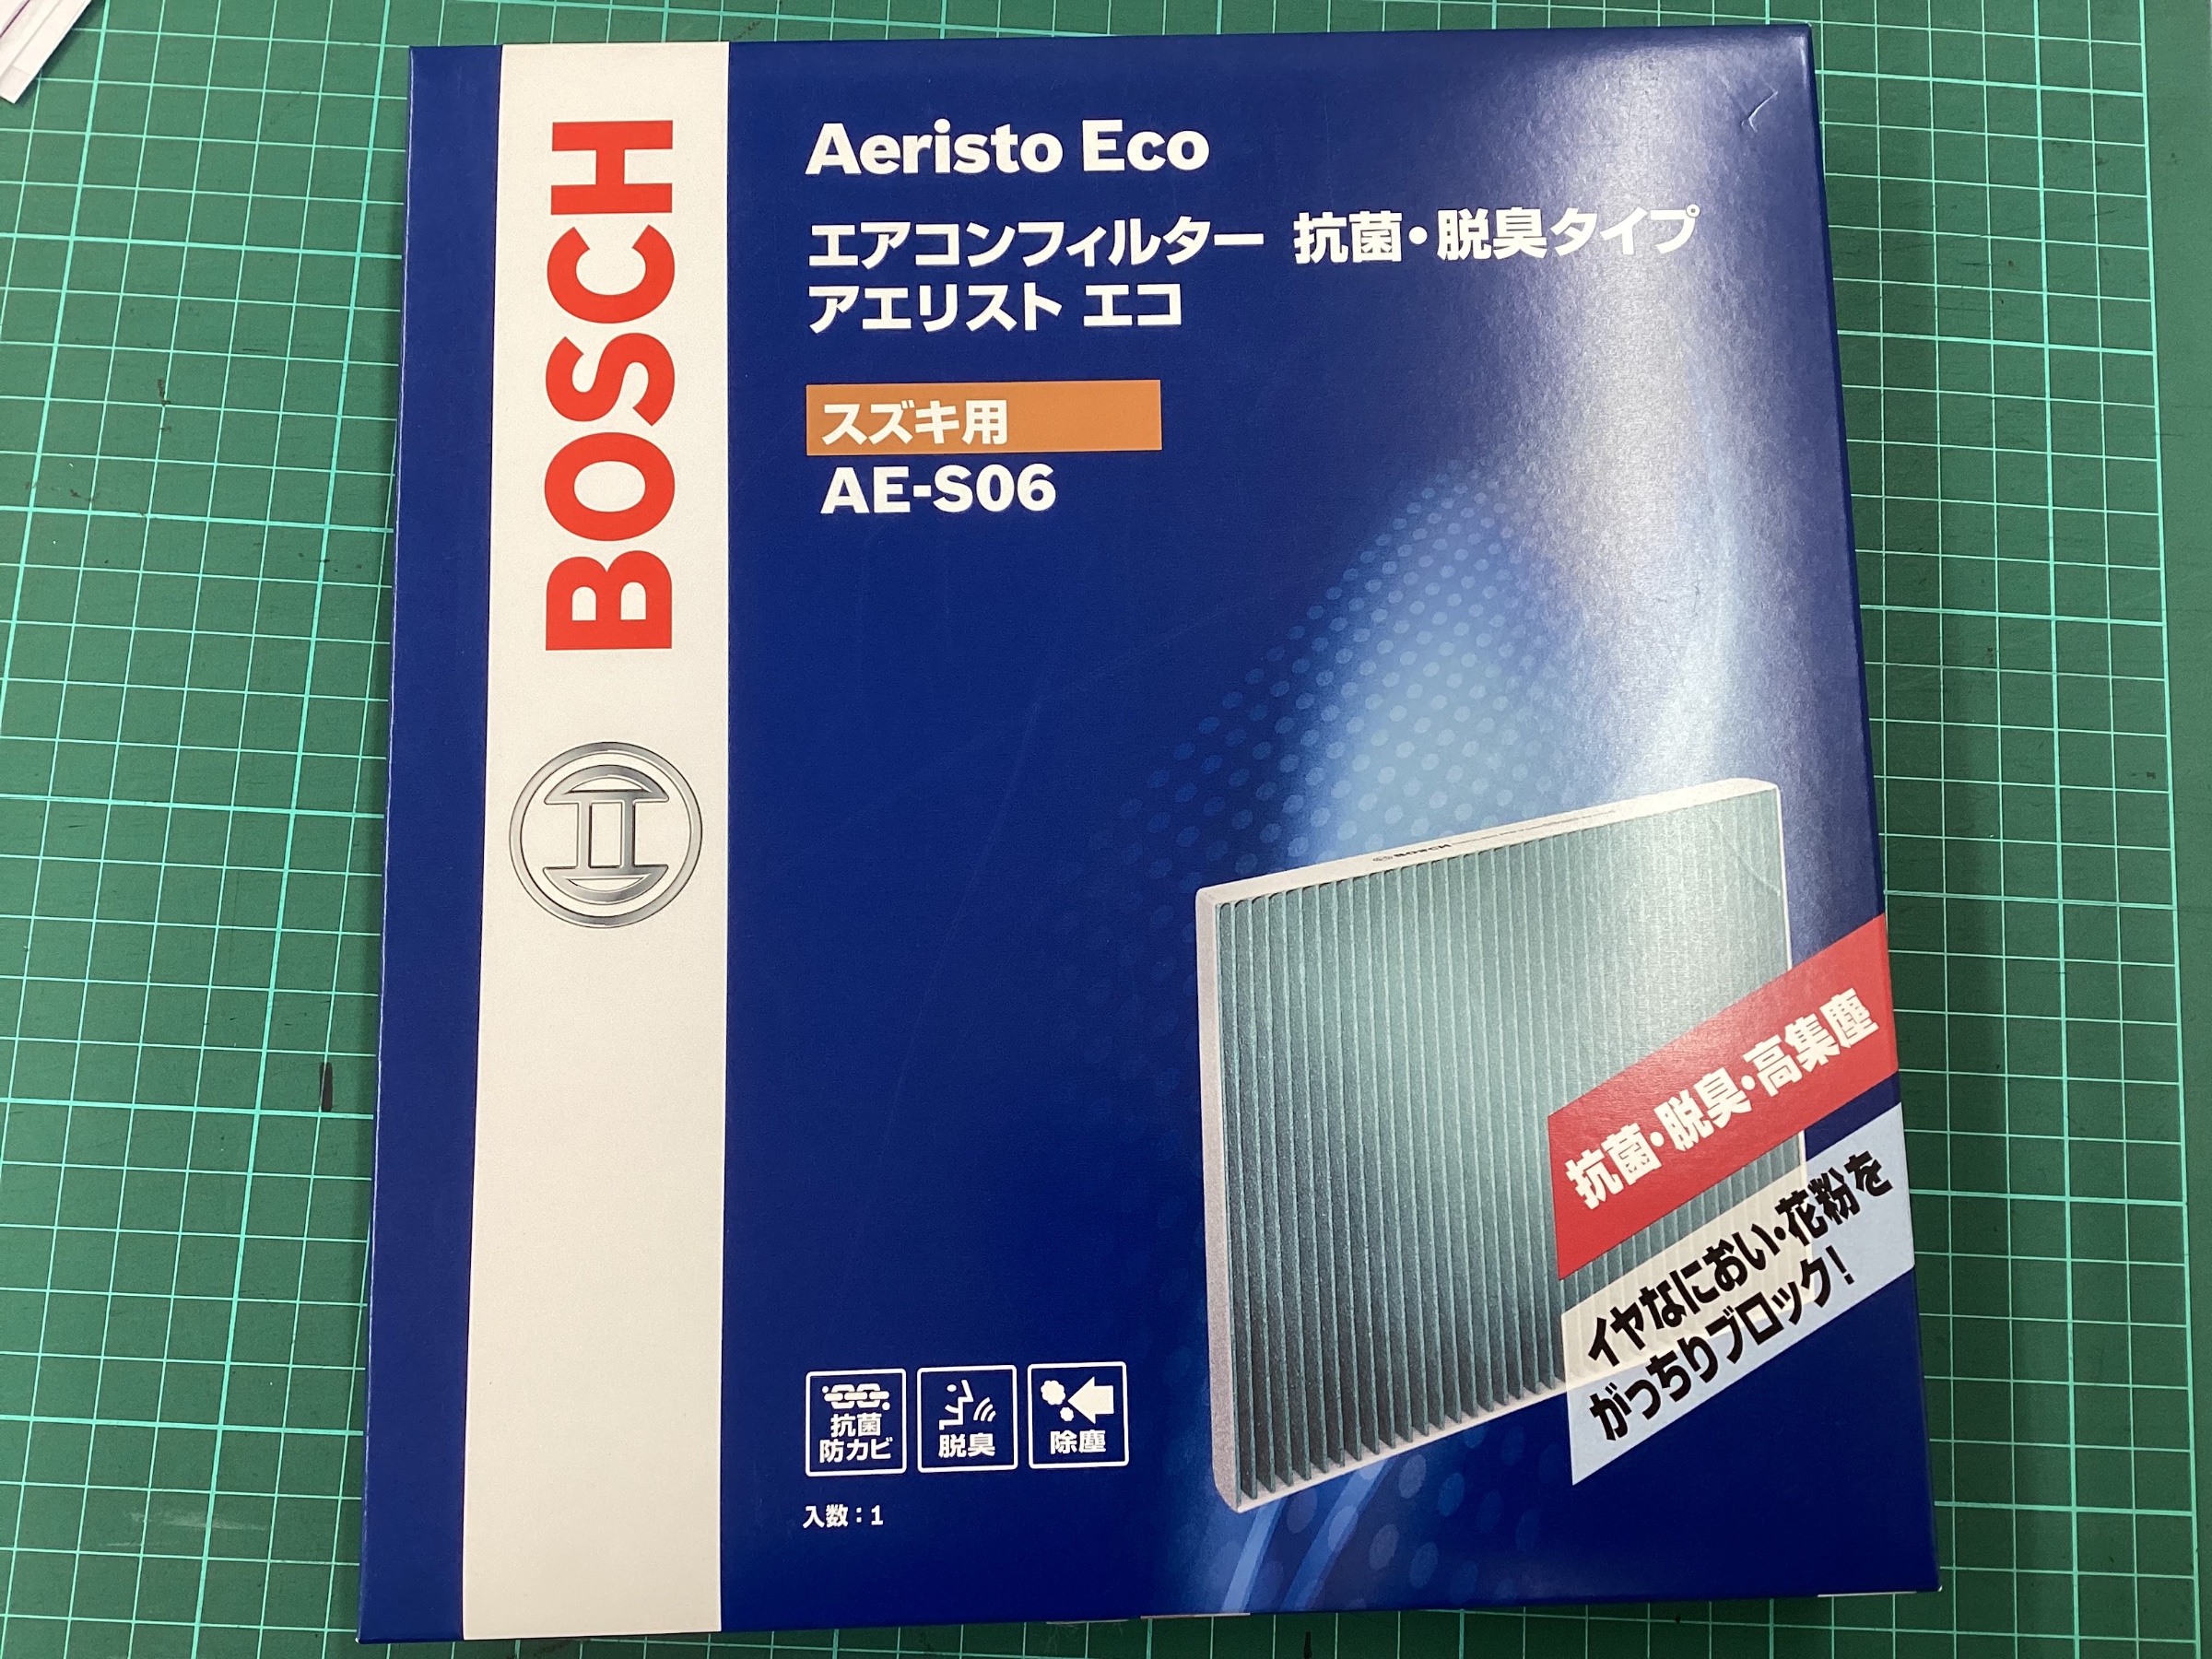 BOSCH
Aeristo Eco
エアコンフィルター 抗菌・脱臭タイプ
アエリスト エコ
スズキ用
AE-S06
BOSCH
抗菌・脱臭・高集塵
イヤなにおい・花粉を
がっちりブロック!
抗菌
防カビ
脱臭
除塵
入数：1